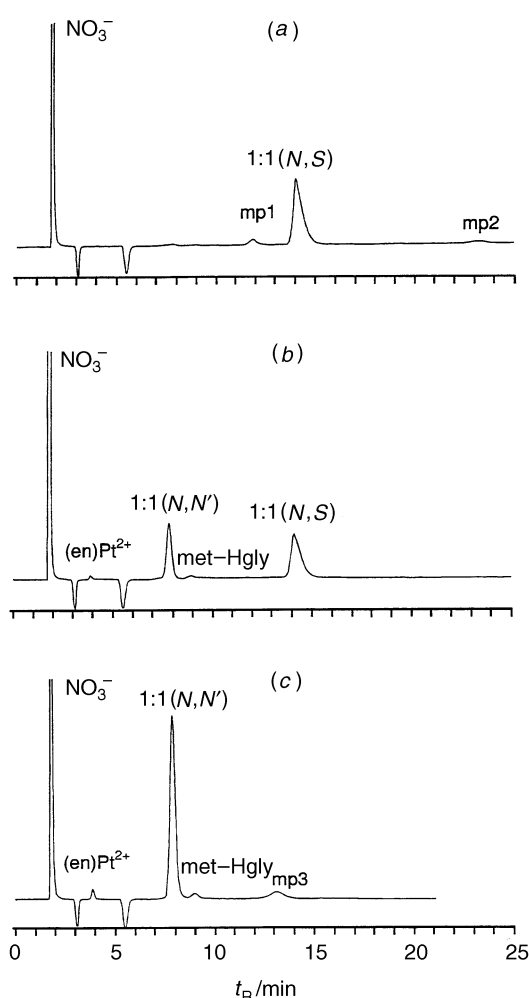 NO₃⁻
(a)
1:1(N,S)
mp1
mp2
NO₃⁻
(b)
1:1(N,N′)
1:1(N,S)
(en)Pt²⁺
met–Hgly
NO₃⁻
(c)
1:1(N,N′)
(en)Pt²⁺
met–Hgly
mp3
0 5 10 15 20 25
t_R/min